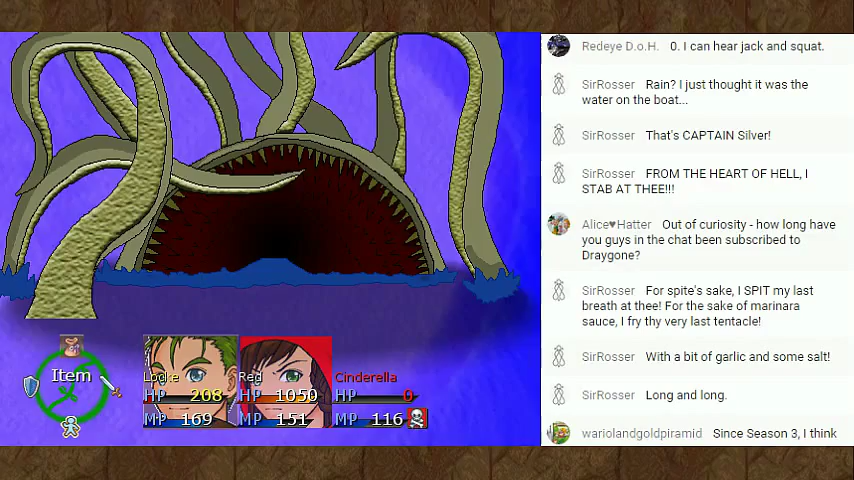 Item
Locke
HP 208
MP 169
Red
HP 1050
MP 151
Cinderella
HP 0
MP 116
Redeye D.o.H. 0. I can hear jack and squat.
SirRosser Rain? I just thought it was the
water on the boat...
SirRosser That's CAPTAIN Silver!
SirRosser FROM THE HEART OF HELL, I
STAB AT THEE!!!
Alice♥Hatter Out of curiosity - how long have
you guys in the chat been subscribed to
Draygone?
SirRosser For spite's sake, I SPIT my last
breath at thee! For the sake of marinara
sauce, I fry thy very last tentacle!
SirRosser With a bit of garlic and some salt!
SirRosser Long and long.
wariolandgoldpiramid Since Season 3, I think